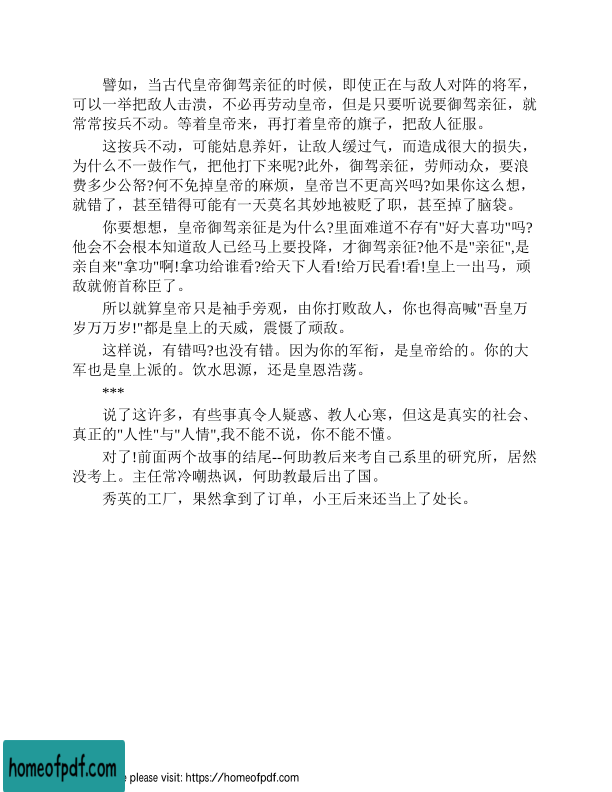 譬如，当古代皇帝御驾亲征的时候，即使正在与敌人对阵的将军，
可以一举把敌人击溃，不必再劳动皇帝，但是只要听说要御驾亲征，就
常常按兵不动。等着皇帝来，再打着皇帝的旗子，把敌人征服。
这按兵不动，可能姑息养奸，让敌人缓过气，而造成很大的损失，
为什么不一鼓作气，把他打下来呢?此外，御驾亲征，劳师动众，要浪
费多少公帑?何不免掉皇帝的麻烦，皇帝岂不更高兴吗?如果你这么想，
就错了，甚至错得可能有一天莫名其妙地被贬了职，甚至掉了脑袋。
你要想想，皇帝御驾亲征是为什么?里面难道不存有"好大喜功"吗?
他会不会根本知道敌人已经马上要投降，才御驾亲征?他不是"亲征",是
亲自来"拿功"啊!拿功给谁看?给天下人看!给万民看!看!皇上一出马，顽
敌就俯首称臣了。
所以就算皇帝只是袖手旁观，由你打败敌人，你也得高喊"吾皇万
岁万万岁!"都是皇上的天威，震慑了顽敌。
这样说，有错吗?也没有错。因为你的军衔，是皇帝给的。你的大
军也是皇上派的。饮水思源，还是皇恩浩荡。
***
说了这许多，有些事真令人疑惑、教人心寒，但这是真实的社会、
真正的"人性"与"人情",我不能不说，你不能不懂。
对了!前面两个故事的结尾--何助教后来考自己系里的研究所，居然
没考上。主任常冷嘲热讽，何助教最后出了国。
秀英的工厂，果然拿到了订单，小王后来还当上了处长。
homeofpdf.com
e please visit: https://homeofpdf.com